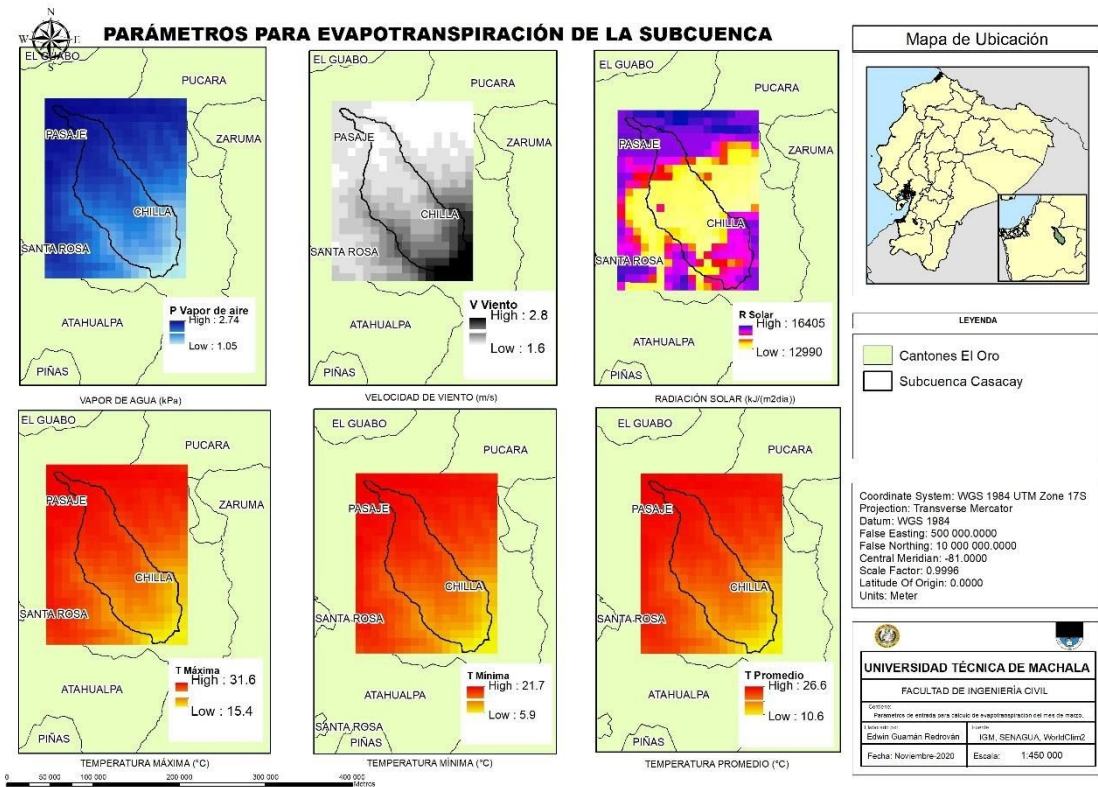 N
W E
S
PARÁMETROS PARA EVAPOTRANSPIRACIÓN DE LA SUBCUENCA
EL GUABO
PUCARA
ZARUMA
PASAJE
CHILLA
SANTA ROSA
ATAHUALPA
PIÑAS
P Vapor de aire
High : 2.74
Low : 1.05
VAPOR DE AGUA (kPa)
EL GUABO
PUCARA
ZARUMA
PASAJE
CHILLA
SANTA ROSA
ATAHUALPA
PIÑAS
V Viento
High : 2.8
Low : 1.6
VELOCIDAD DE VIENTO (m/s)
EL GUABO
PUCARA
ZARUMA
PASAJE
CHILLA
SANTA ROSA
ATAHUALPA
PIÑAS
R Solar
High : 16405
Low : 12990
RADIACIÓN SOLAR (kJ/(m2dia))
EL GUABO
PUCARA
ZARUMA
PASAJE
CHILLA
SANTA ROSA
ATAHUALPA
PIÑAS
T Máxima
High : 31.6
Low : 15.4
TEMPERATURA MÁXIMA (°C)
EL GUABO
PUCARA
PASAJE
CHILLA
SANTA ROSA
ATAHUALPA
SANTA ROSA
PIÑAS
T Mínima
High : 21.7
Low : 5.9
TEMPERATURA MÍNIMA (°C)
EL GUABO
PUCARA
PASAJE
CHILLA
SANTA ROSA
ATAHUALPA
PIÑAS
T Promedio
High : 26.6
Low : 10.6
TEMPERATURA PROMEDIO (°C)
0 50 000 100 000 200 000 300 000 400 000
Metros
Mapa de Ubicación
LEYENDA
Cantones El Oro
Subcuenca Casacay
Coordinate System: WGS 1984 UTM Zone 17S
Projection: Transverse Mercator
Datum: WGS 1984
False Easting: 500 000.0000
False Northing: 10 000 000.0000
Central Meridian: -81.0000
Scale Factor: 0.9996
Latitude Of Origin: 0.0000
Units: Meter
UNIVERSIDAD TÉCNICA DE MACHALA
FACULTAD DE INGENIERÍA CIVIL
Contiene:
Parametros de entrada para cálculo de evapotranspiracion del mes de marzo.
Elaborado por:
Edwin Guamán Redrován
Fuente:
IGM, SENAGUA, WorldClim2
Fecha: Noviembre-2020
Escala: 1:450 000